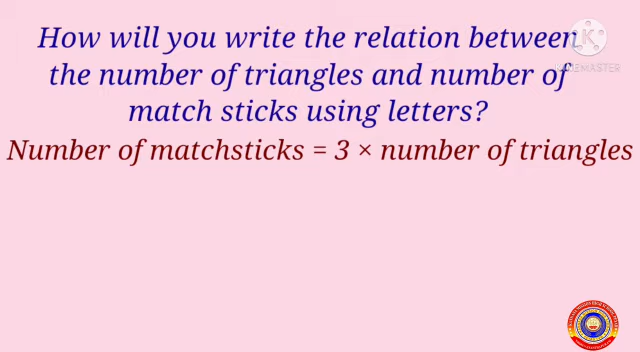 How will you write the relation between
the number of triangles and number of
match sticks using letters?
Number of matchsticks = 3 × number of triangles
KINEMASTER